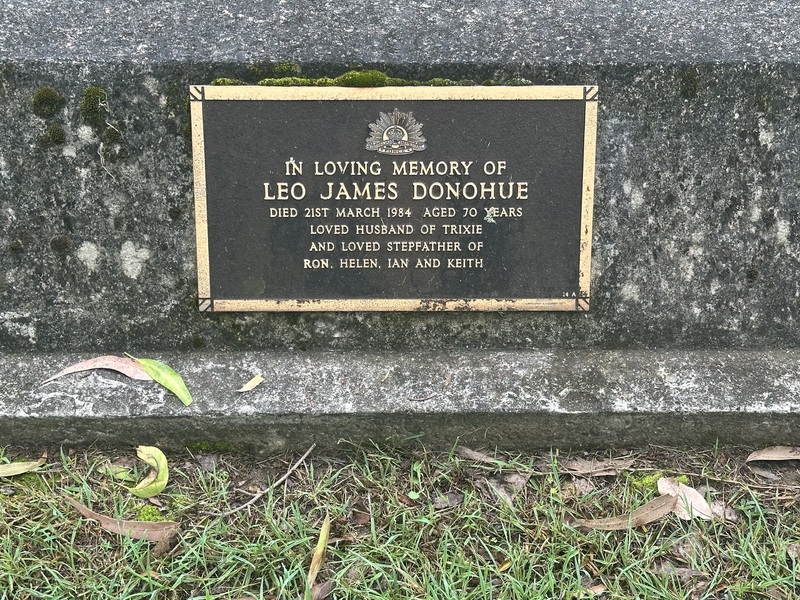 IN LOVING MEMORY OF
LEO JAMES DONOHUE
DIED 21ST MARCH 1984 AGED 70 YEARS
LOVED HUSBAND OF TRIXIE
AND LOVED STEPFATHER OF
RON, HELEN, IAN AND KEITH